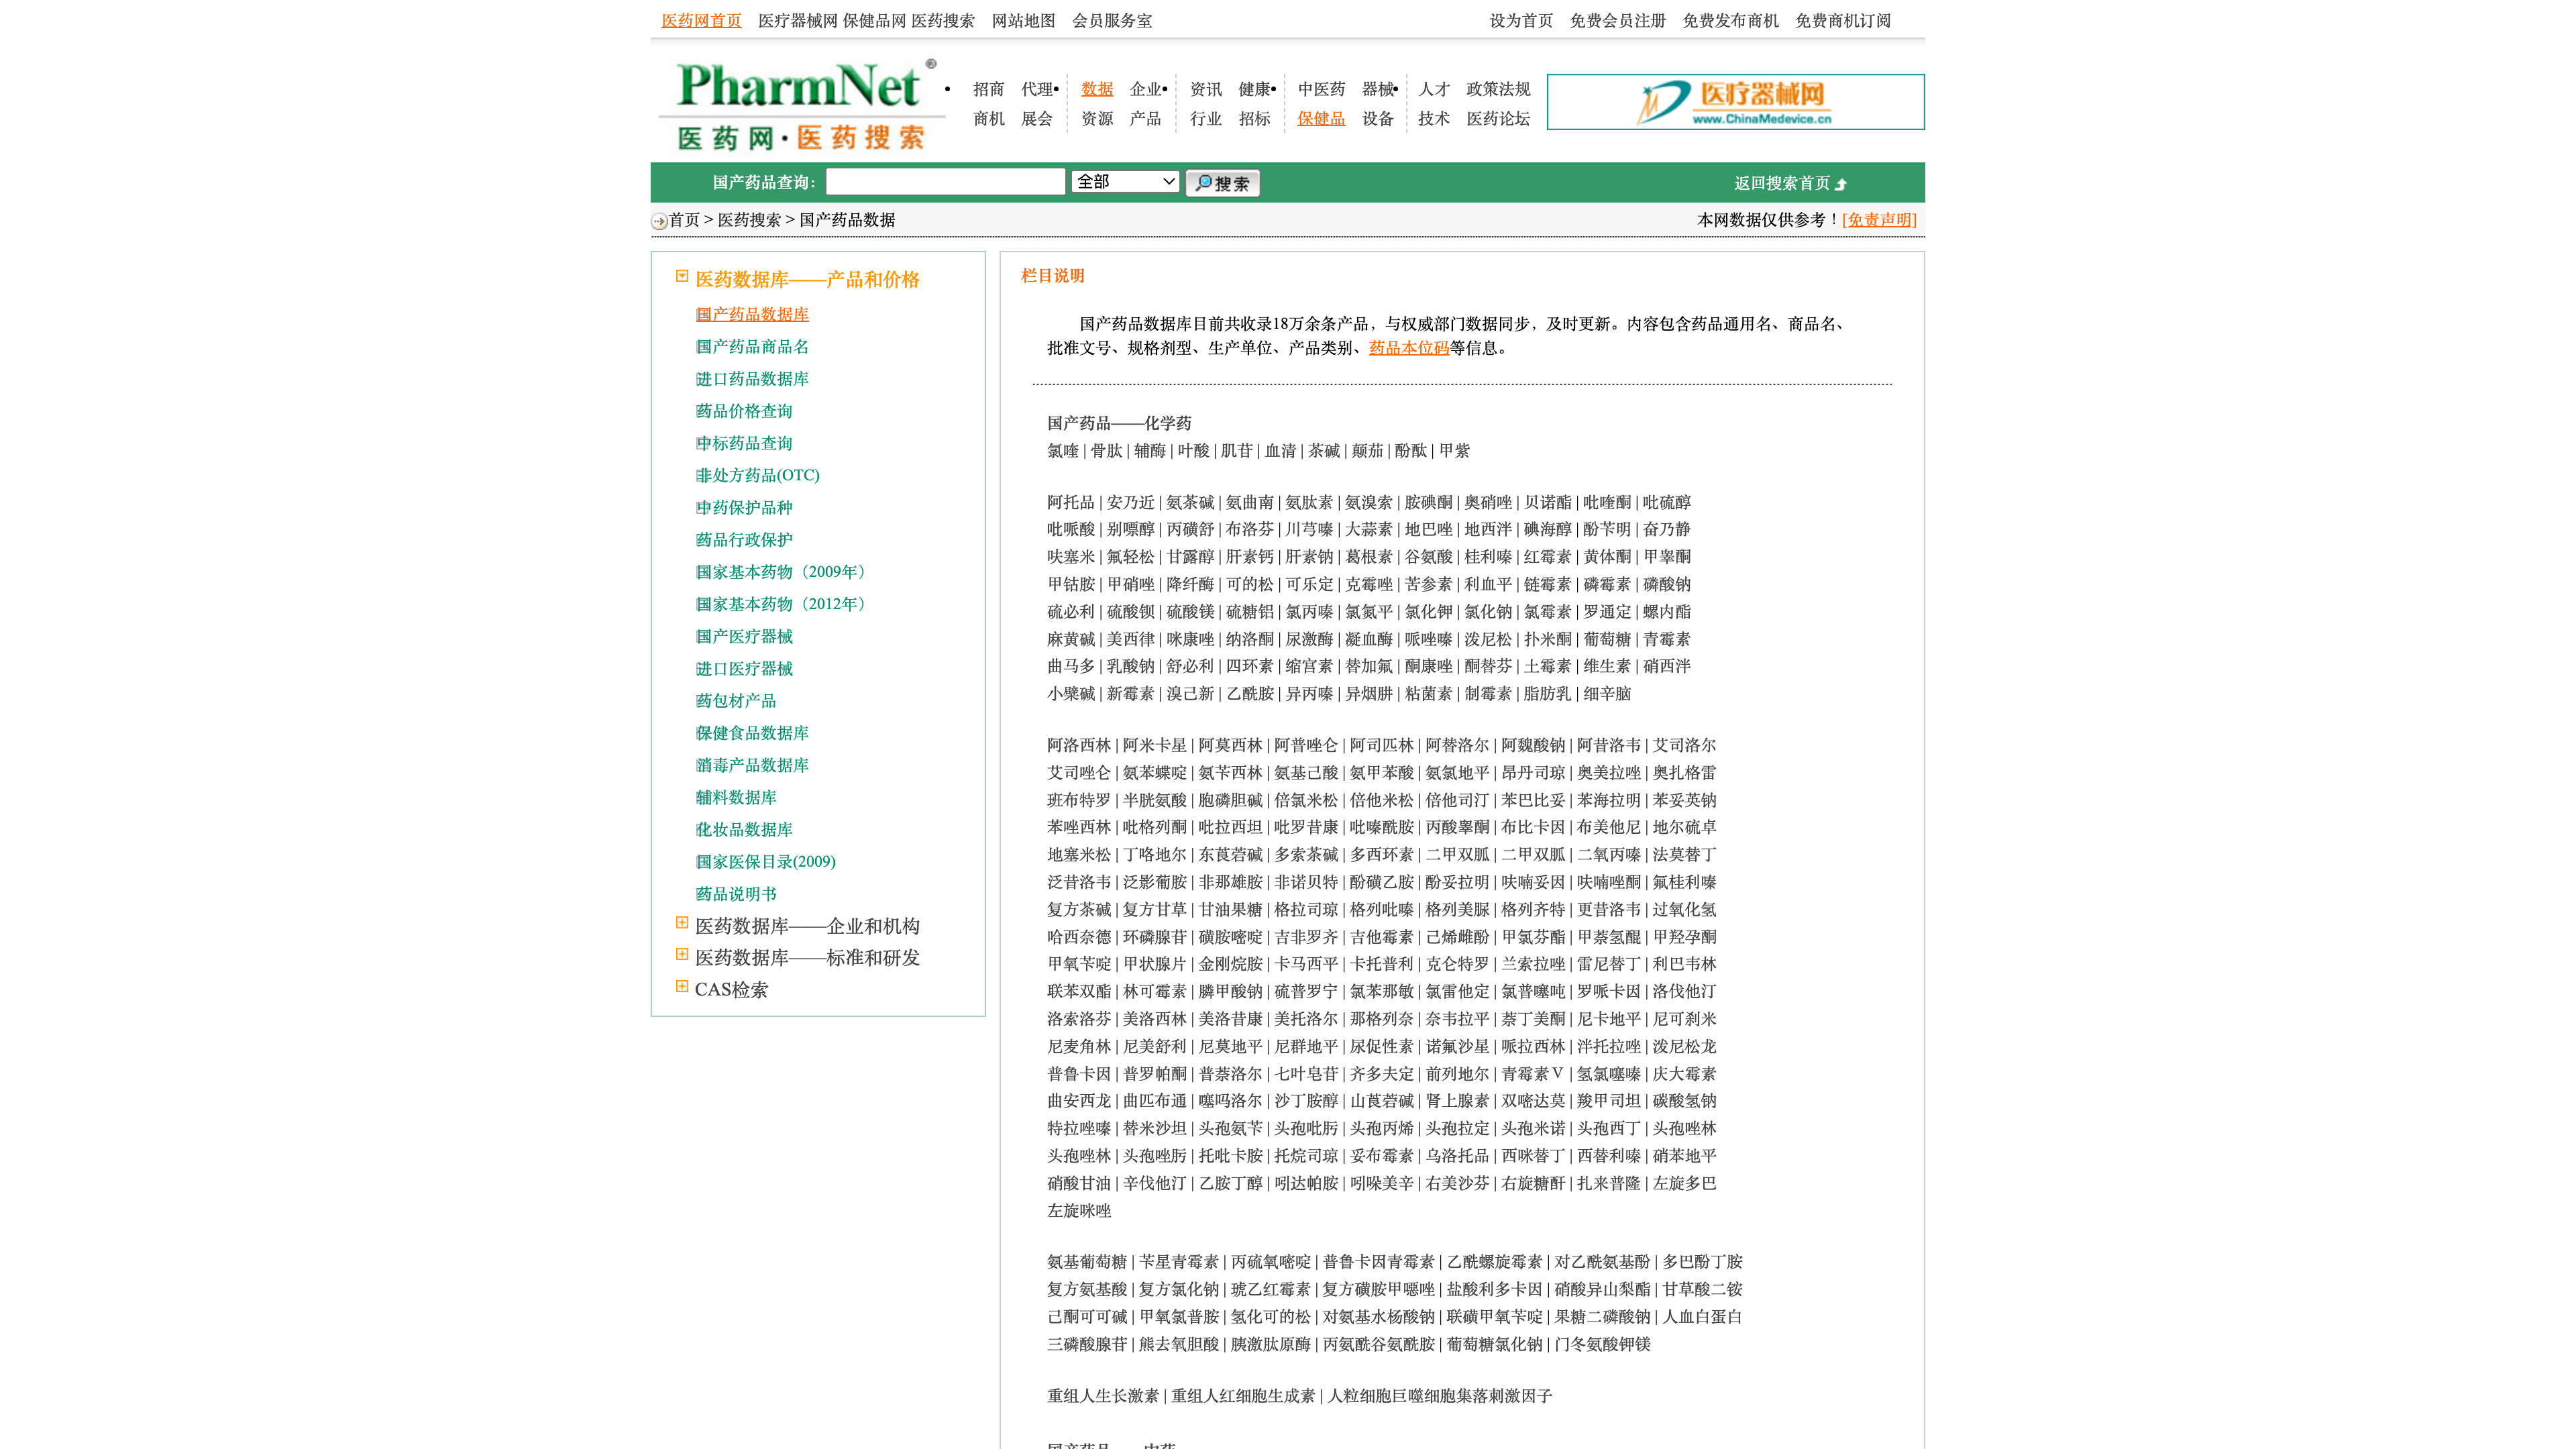 医药网首页 医疗器械网 保健品网 医药搜索 网站地图 会员服务室 设为首页 免费会员注册 免费发布商机 免费商机订阅
PharmNet®
医药网·医药搜索
招商 代理 数据 企业 资讯 健康 中医药 器械 人才 政策法规
商机 展会 资源 产品 行业 招标 保健品 设备 技术 医药论坛
医疗器械网
www.ChinaMedevice.cn
国产药品查询： 全部 搜索 返回搜索首页
首页 > 医药搜索 > 国产药品数据 本网数据仅供参考！[免责声明]
医药数据库——产品和价格
国产药品数据库
国产药品商品名
进口药品数据库
药品价格查询
中标药品查询
非处方药品(OTC)
中药保护品种
药品行政保护
国家基本药物（2009年）
国家基本药物（2012年）
国产医疗器械
进口医疗器械
药包材产品
保健食品数据库
消毒产品数据库
辅料数据库
化妆品数据库
国家医保目录(2009)
药品说明书
医药数据库——企业和机构
医药数据库——标准和研发
CAS检索
栏目说明
国产药品数据库目前共收录18万余条产品，与权威部门数据同步，及时更新。内容包含药品通用名、商品名、
批准文号、规格剂型、生产单位、产品类别、药品本位码等信息。
国产药品——化学药
氯喹 | 骨肽 | 辅酶 | 叶酸 | 肌苷 | 血清 | 茶碱 | 颠茄 | 酚酞 | 甲紫
阿托品 | 安乃近 | 氨茶碱 | 氨曲南 | 氨肽素 | 氨溴索 | 胺碘酮 | 奥硝唑 | 贝诺酯 | 吡喹酮 | 吡硫醇
吡哌酸 | 别嘌醇 | 丙磺舒 | 布洛芬 | 川芎嗪 | 大蒜素 | 地巴唑 | 地西泮 | 碘海醇 | 酚苄明 | 奋乃静
呋塞米 | 氟轻松 | 甘露醇 | 肝素钙 | 肝素钠 | 葛根素 | 谷氨酸 | 桂利嗪 | 红霉素 | 黄体酮 | 甲睾酮
甲钴胺 | 甲硝唑 | 降纤酶 | 可的松 | 可乐定 | 克霉唑 | 苦参素 | 利血平 | 链霉素 | 磷霉素 | 磷酸钠
硫必利 | 硫酸钡 | 硫酸镁 | 硫糖铝 | 氯丙嗪 | 氯氮平 | 氯化钾 | 氯化钠 | 氯霉素 | 罗通定 | 螺内酯
麻黄碱 | 美西律 | 咪康唑 | 纳洛酮 | 尿激酶 | 凝血酶 | 哌唑嗪 | 泼尼松 | 扑米酮 | 葡萄糖 | 青霉素
曲马多 | 乳酸钠 | 舒必利 | 四环素 | 缩宫素 | 替加氟 | 酮康唑 | 酮替芬 | 土霉素 | 维生素 | 硝西泮
小檗碱 | 新霉素 | 溴己新 | 乙酰胺 | 异丙嗪 | 异烟肼 | 粘菌素 | 制霉素 | 脂肪乳 | 细辛脑
阿洛西林 | 阿米卡星 | 阿莫西林 | 阿普唑仑 | 阿司匹林 | 阿替洛尔 | 阿魏酸钠 | 阿昔洛韦 | 艾司洛尔
艾司唑仑 | 氨苯蝶啶 | 氨苄西林 | 氨基己酸 | 氨甲苯酸 | 氨氯地平 | 昂丹司琼 | 奥美拉唑 | 奥扎格雷
班布特罗 | 半胱氨酸 | 胞磷胆碱 | 倍氯米松 | 倍他米松 | 倍他司汀 | 苯巴比妥 | 苯海拉明 | 苯妥英钠
苯唑西林 | 吡格列酮 | 吡拉西坦 | 吡罗昔康 | 吡嗪酰胺 | 丙酸睾酮 | 布比卡因 | 布美他尼 | 地尔硫卓
地塞米松 | 丁咯地尔 | 东莨菪碱 | 多索茶碱 | 多西环素 | 二甲双胍 | 二甲双胍 | 二氧丙嗪 | 法莫替丁
泛昔洛韦 | 泛影葡胺 | 非那雄胺 | 非诺贝特 | 酚磺乙胺 | 酚妥拉明 | 呋喃妥因 | 呋喃唑酮 | 氟桂利嗪
复方茶碱 | 复方甘草 | 甘油果糖 | 格拉司琼 | 格列吡嗪 | 格列美脲 | 格列齐特 | 更昔洛韦 | 过氧化氢
哈西奈德 | 环磷腺苷 | 磺胺嘧啶 | 吉非罗齐 | 吉他霉素 | 己烯雌酚 | 甲氯芬酯 | 甲萘氢醌 | 甲羟孕酮
甲氧苄啶 | 甲状腺片 | 金刚烷胺 | 卡马西平 | 卡托普利 | 克仑特罗 | 兰索拉唑 | 雷尼替丁 | 利巴韦林
联苯双酯 | 林可霉素 | 膦甲酸钠 | 硫普罗宁 | 氯苯那敏 | 氯雷他定 | 氯普噻吨 | 罗哌卡因 | 洛伐他汀
洛索洛芬 | 美洛西林 | 美洛昔康 | 美托洛尔 | 那格列奈 | 奈韦拉平 | 萘丁美酮 | 尼卡地平 | 尼可刹米
尼麦角林 | 尼美舒利 | 尼莫地平 | 尼群地平 | 尿促性素 | 诺氟沙星 | 哌拉西林 | 泮托拉唑 | 泼尼松龙
普鲁卡因 | 普罗帕酮 | 普萘洛尔 | 七叶皂苷 | 齐多夫定 | 前列地尔 | 青霉素Ⅴ | 氢氯噻嗪 | 庆大霉素
曲安西龙 | 曲匹布通 | 噻吗洛尔 | 沙丁胺醇 | 山莨菪碱 | 肾上腺素 | 双嘧达莫 | 羧甲司坦 | 碳酸氢钠
特拉唑嗪 | 替米沙坦 | 头孢氨苄 | 头孢吡肟 | 头孢丙烯 | 头孢拉定 | 头孢米诺 | 头孢西丁 | 头孢唑林
头孢唑林 | 头孢唑肟 | 托吡卡胺 | 托烷司琼 | 妥布霉素 | 乌洛托品 | 西咪替丁 | 西替利嗪 | 硝苯地平
硝酸甘油 | 辛伐他汀 | 乙胺丁醇 | 吲达帕胺 | 吲哚美辛 | 右美沙芬 | 右旋糖酐 | 扎来普隆 | 左旋多巴
左旋咪唑
氨基葡萄糖 | 苄星青霉素 | 丙硫氧嘧啶 | 普鲁卡因青霉素 | 乙酰螺旋霉素 | 对乙酰氨基酚 | 多巴酚丁胺
复方氨基酸 | 复方氯化钠 | 琥乙红霉素 | 复方磺胺甲噁唑 | 盐酸利多卡因 | 硝酸异山梨酯 | 甘草酸二铵
己酮可可碱 | 甲氧氯普胺 | 氢化可的松 | 对氨基水杨酸钠 | 联磺甲氧苄啶 | 果糖二磷酸钠 | 人血白蛋白
三磷酸腺苷 | 熊去氧胆酸 | 胰激肽原酶 | 丙氨酰谷氨酰胺 | 葡萄糖氯化钠 | 门冬氨酸钾镁
重组人生长激素 | 重组人红细胞生成素 | 人粒细胞巨噬细胞集落刺激因子